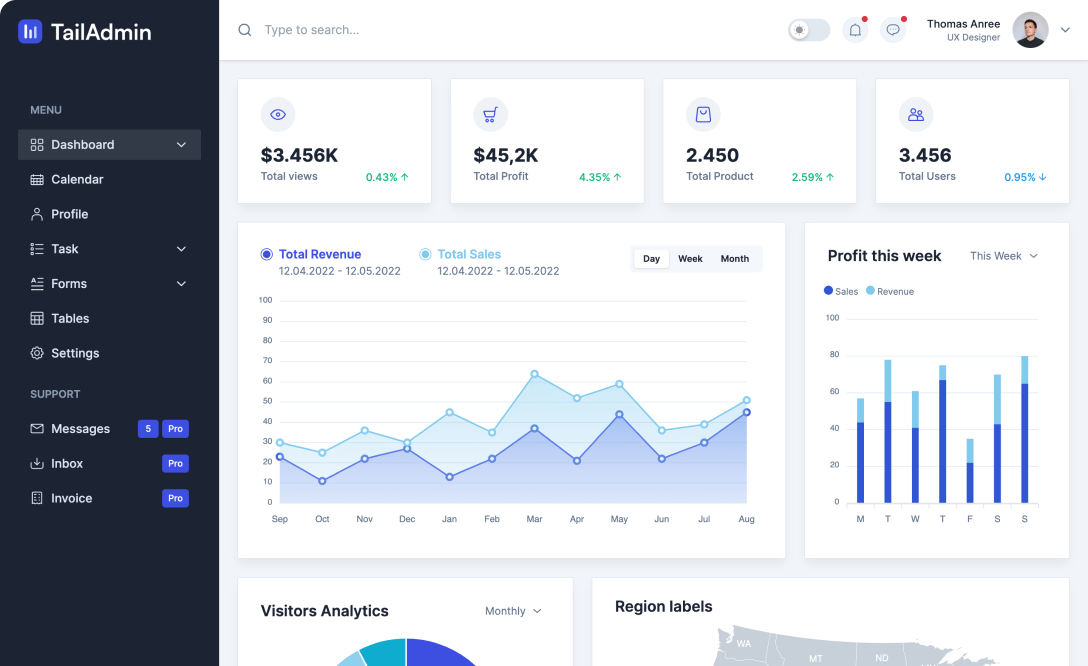 TailAdmin
MENU
Dashboard
Calendar
Profile
Task
Forms
Tables
Settings
SUPPORT
Messages 5 Pro
Inbox Pro
Invoice Pro
Type to search...
Thomas Anree
UX Designer
$3.456K
Total views 0.43%
$45,2K
Total Profit 4.35%
2.450
Total Product 2.59%
3.456
Total Users 0.95%
Total Revenue
12.04.2022 - 12.05.2022
Total Sales
12.04.2022 - 12.05.2022
Day Week Month
100
90
80
70
60
50
40
30
20
10
0
Sep Oct Nov Dec Jan Feb Mar Apr May Jun Jul Aug
Profit this week This Week
Sales Revenue
100
80
60
40
20
0
M T W T F S S
Visitors Analytics Monthly
Region labels
WA
MT
ND